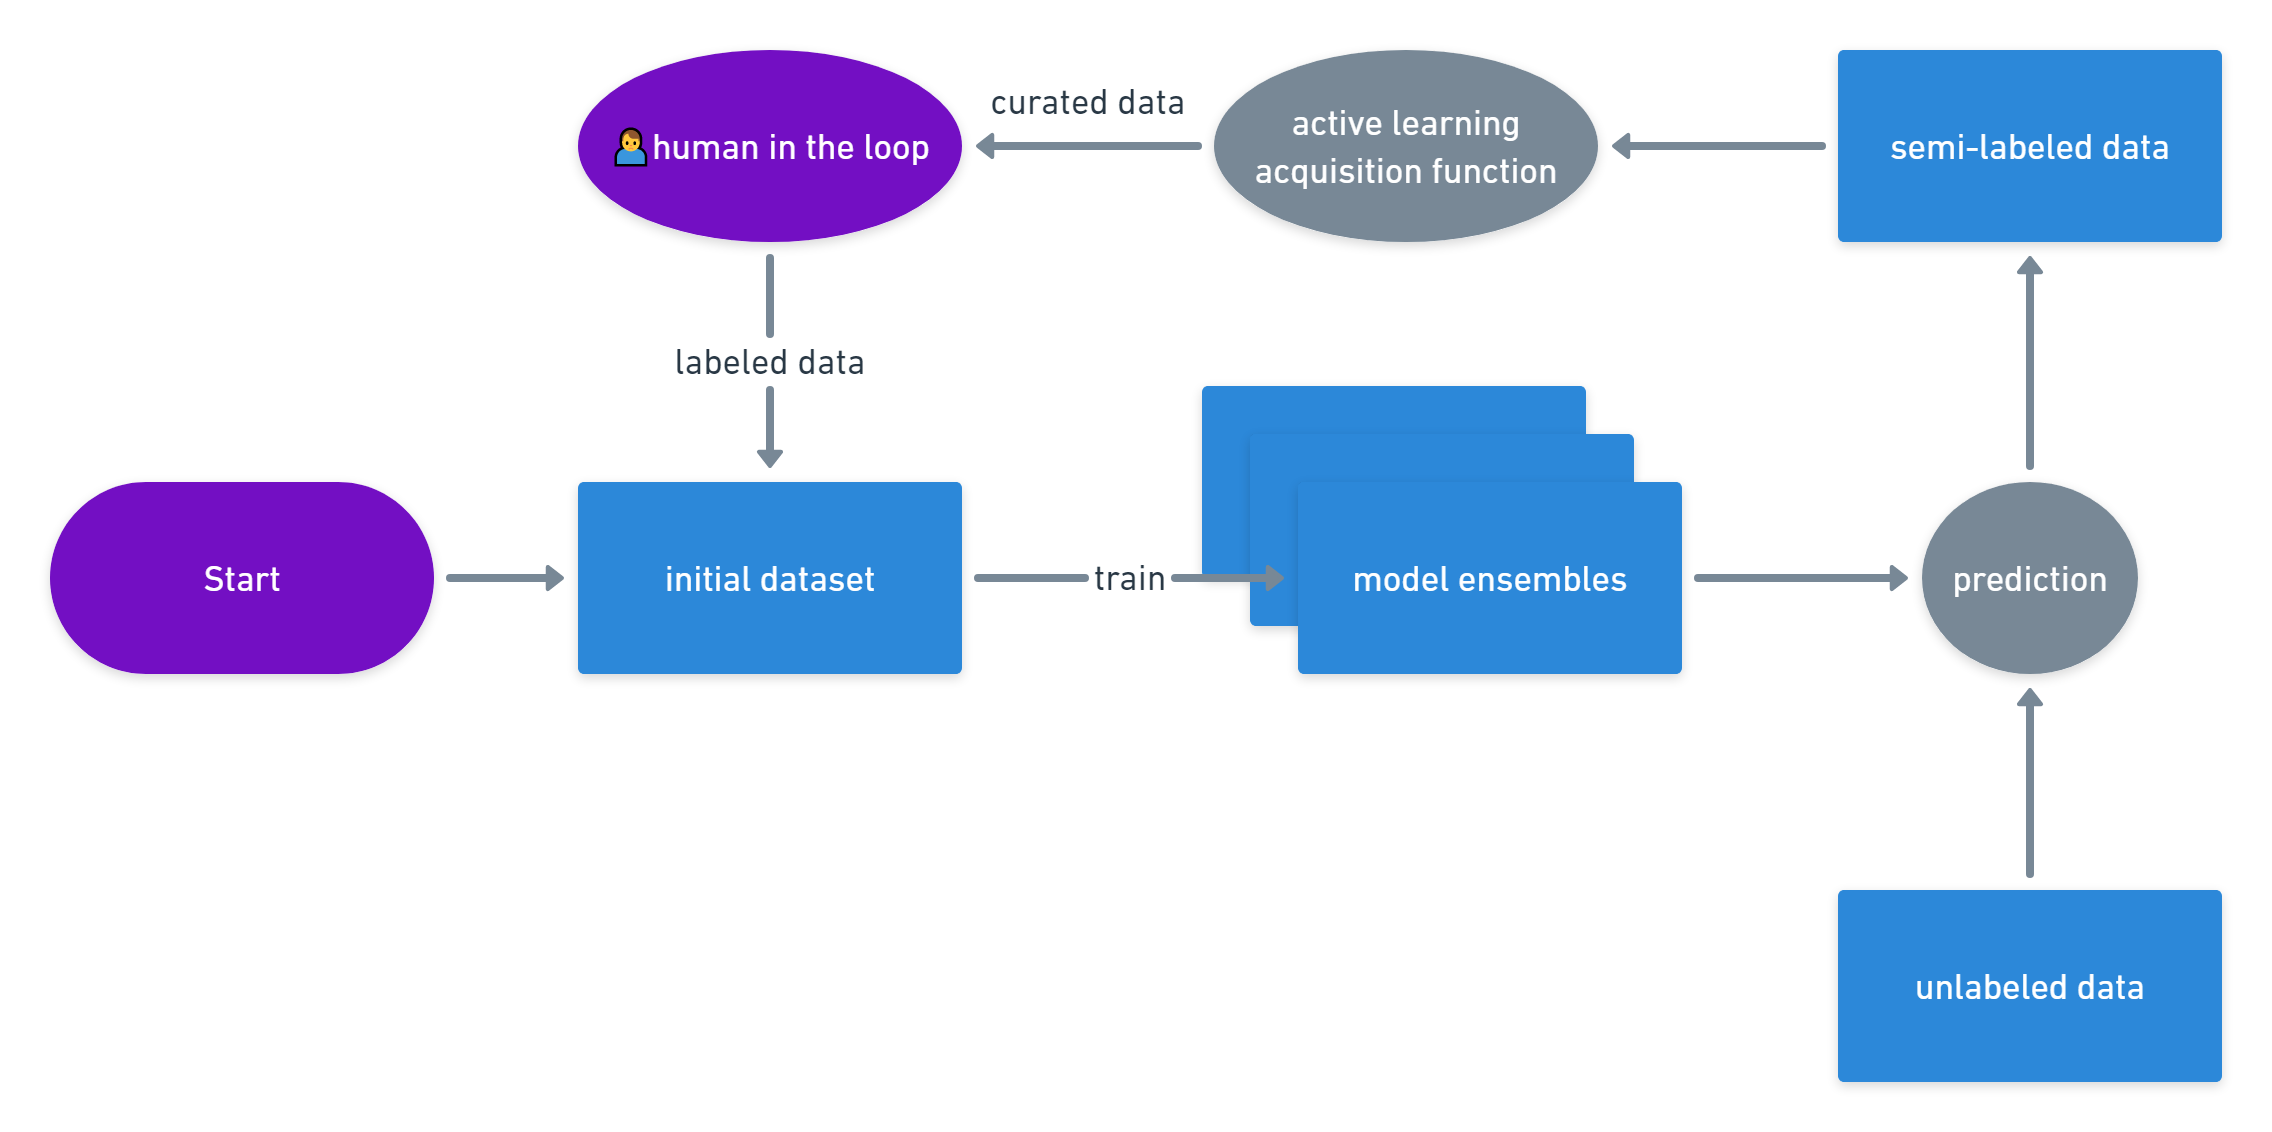 human in the loop
curated data
active learning
acquisition function
semi-labeled data
labeled data
Start
initial dataset
train
model ensembles
prediction
unlabeled data